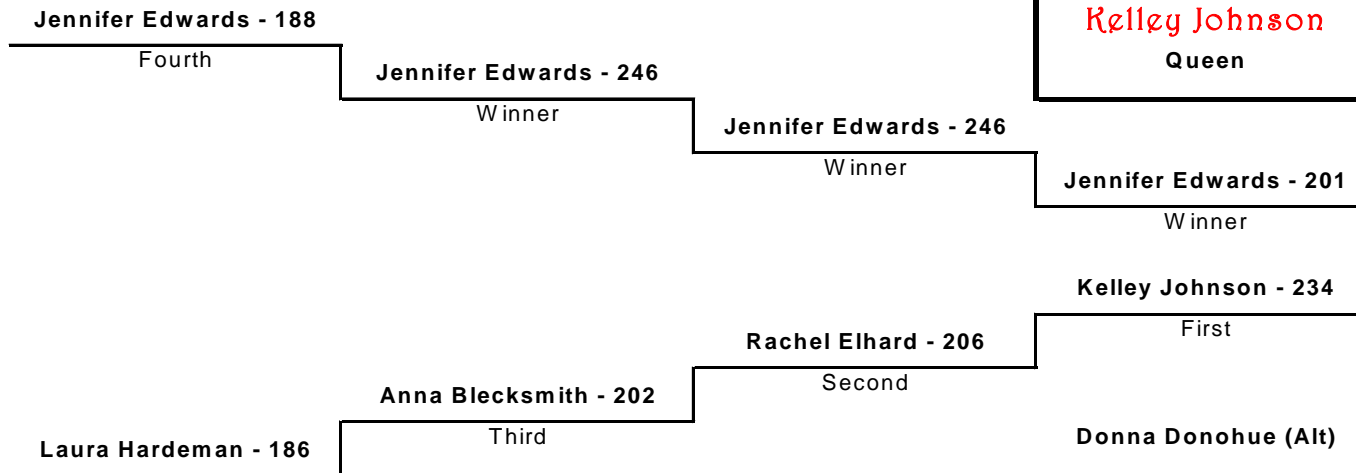 Jennifer Edwards - 188
Fourth
Kelley Johnson
Queen
Jennifer Edwards - 246
Winner
Jennifer Edwards - 246
Winner
Jennifer Edwards - 201
Winner
Kelley Johnson - 234
First
Rachel Elhard - 206
Second
Anna Blecksmith - 202
Third
Donna Donohue (Alt)
Laura Hardeman - 186